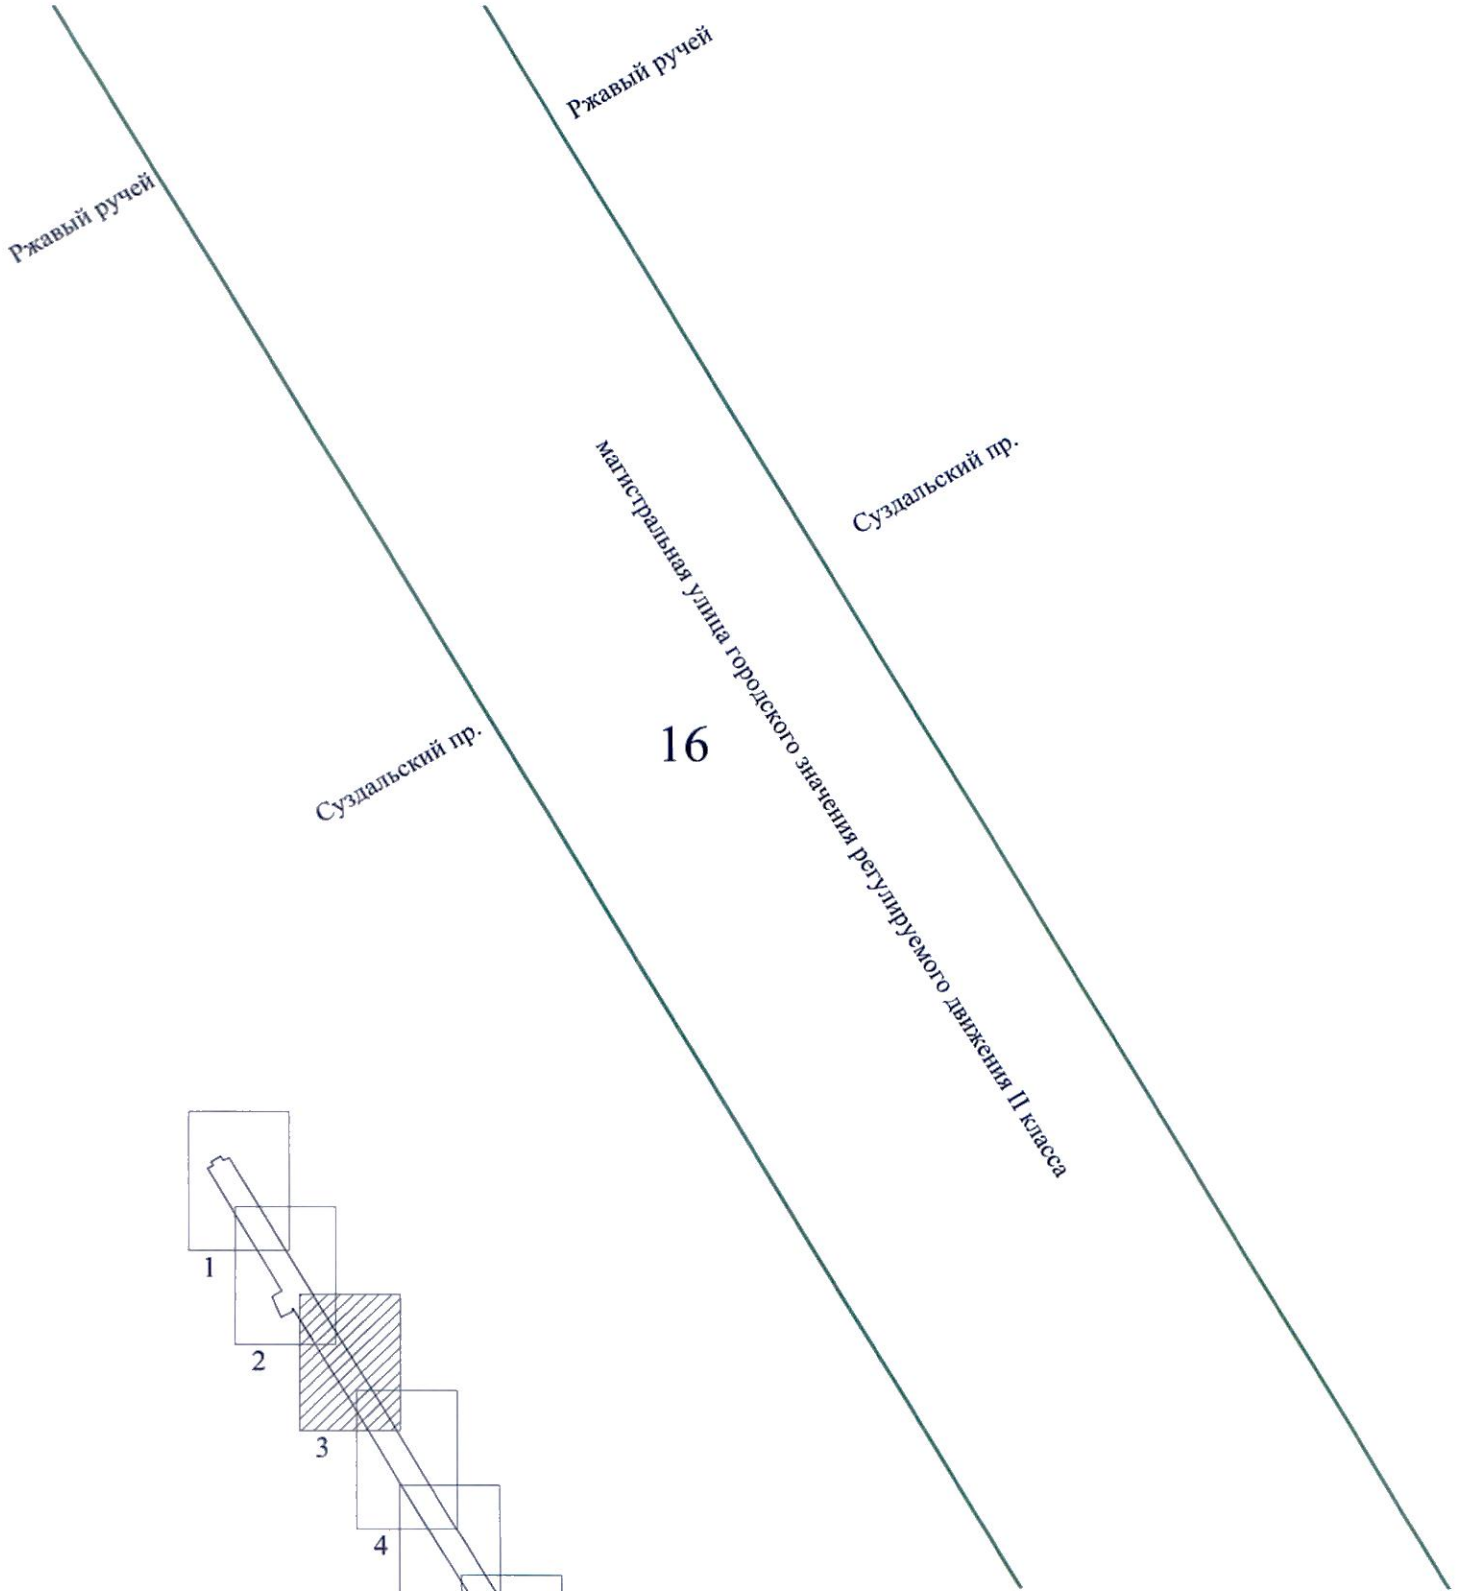 Ржавый ручей
Ржавый ручей
Суздальский пр.
магистральная улица городского значения регулируемого движения II класса
16
Суздальский пр.
1
2
3
4